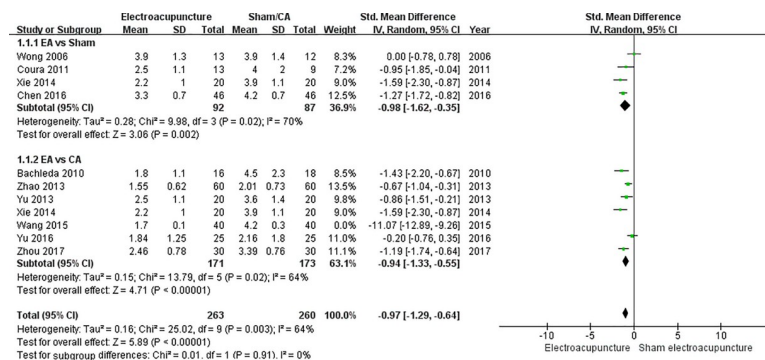 Electroacupuncture Sham/CA Std. Mean Difference Std. Mean Difference
Study or Subgroup Mean SD Total Mean SD Total Weight IV, Random, 95% CI Year IV, Random, 95% CI
1.1.1 EA vs Sham
Wong 2006 3.9 1.3 13 3.9 1.4 12 8.3% 0.00 [-0.78, 0.78] 2006
Coura 2011 2.5 1.1 13 4 2 9 7.2% -0.95 [-1.85, -0.04] 2011
Xie 2014 2.2 1 20 3.9 1.1 20 9.0% -1.59 [-2.30, -0.87] 2014
Chen 2016 3.3 0.7 46 4.2 0.7 46 12.5% -1.27 [-1.72, -0.82] 2016
Subtotal (95% CI) 92 87 36.9% -0.98 [-1.62, -0.35]
Heterogeneity: Tau² = 0.28; Chi² = 9.98, df = 3 (P = 0.02); I² = 70%
Test for overall effect: Z = 3.06 (P = 0.002)
1.1.2 EA vs CA
Bachleda 2010 1.8 1.1 16 4.5 2.3 18 8.5% -1.43 [-2.20, -0.67] 2010
Zhao 2013 1.55 0.62 60 2.01 0.73 60 13.5% -0.67 [-1.04, -0.31] 2013
Yu 2013 2.5 1.1 20 3.6 1.4 20 9.7% -0.86 [-1.51, -0.21] 2013
Xie 2014 2.2 1 20 3.9 1.1 20 9.0% -1.59 [-2.30, -0.87] 2014
Wang 2015 1.7 0.1 40 4.2 0.3 40 0.0% -11.07 [-12.89, -9.26] 2015
Yu 2016 1.84 1.25 25 2.16 1.8 25 11.0% -0.20 [-0.76, 0.35] 2016
Zhou 2017 2.46 0.78 30 3.39 0.76 30 11.3% -1.19 [-1.74, -0.64] 2017
Subtotal (95% CI) 171 173 63.1% -0.94 [-1.33, -0.55]
Heterogeneity: Tau² = 0.15; Chi² = 13.79, df = 5 (P = 0.02); I² = 64%
Test for overall effect: Z = 4.71 (P < 0.00001)
Total (95% CI) 263 260 100.0% -0.97 [-1.29, -0.64]
Heterogeneity: Tau² = 0.16; Chi² = 25.02, df = 9 (P = 0.003); I² = 64%
Test for overall effect: Z = 5.89 (P < 0.00001)
Test for subgroup differences: Chi² = 0.01, df = 1 (P = 0.91), I² = 0%
-10 -5 0 5 10
Electroacupuncture Sham electroacupuncture